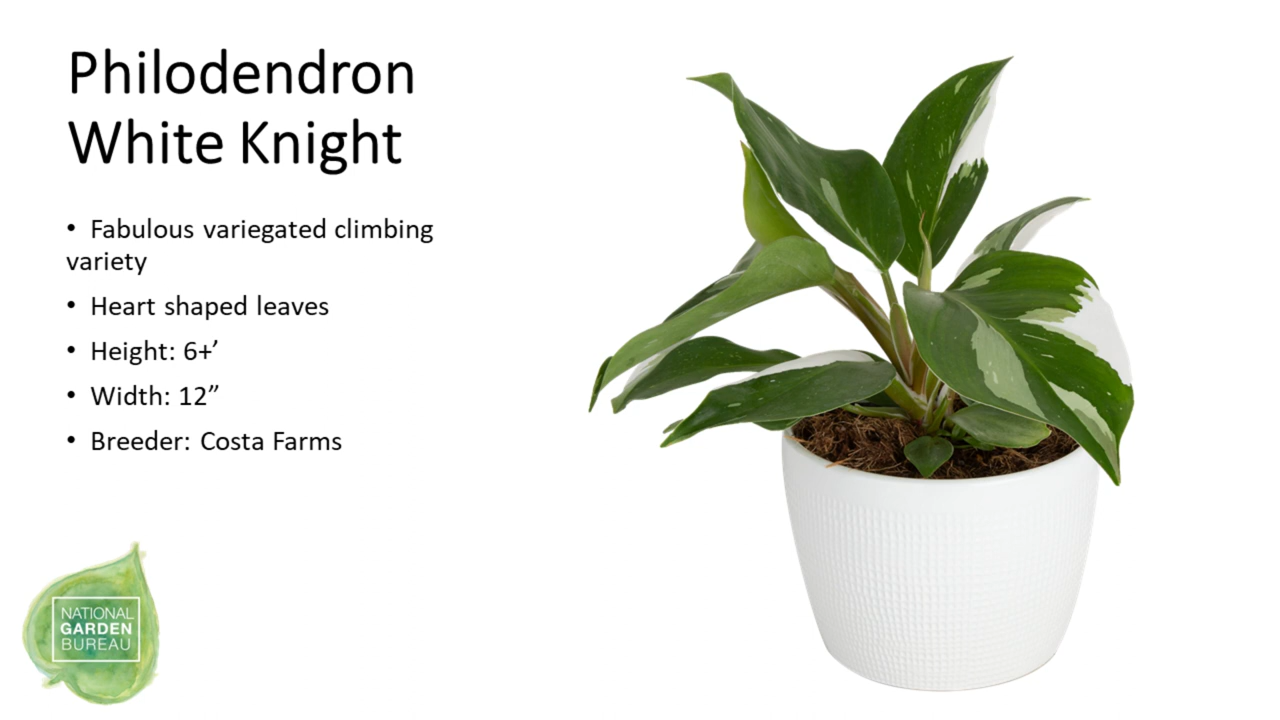 Philodendron
White Knight
• Fabulous variegated climbing
variety
• Heart shaped leaves
• Height: 6+’
• Width: 12”
• Breeder: Costa Farms
NATIONAL
GARDEN
BUREAU